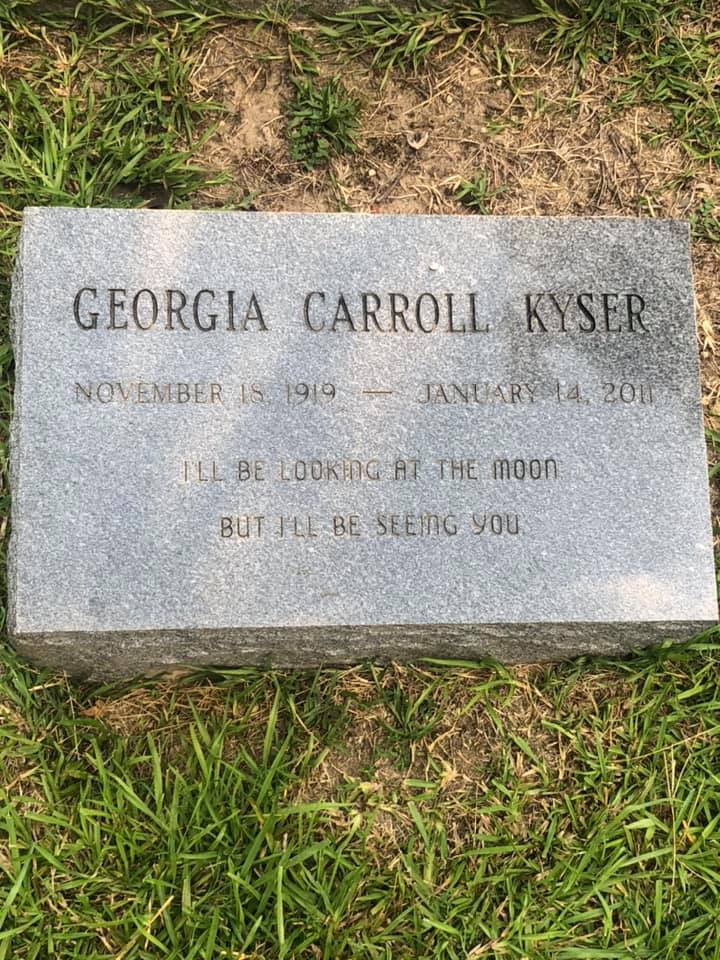 GEORGIA CARROLL KYSER
NOVEMBER 18, 1919 — JANUARY 14, 2011
I'LL BE LOOKING AT THE MOON
BUT I'LL BE SEEING YOU